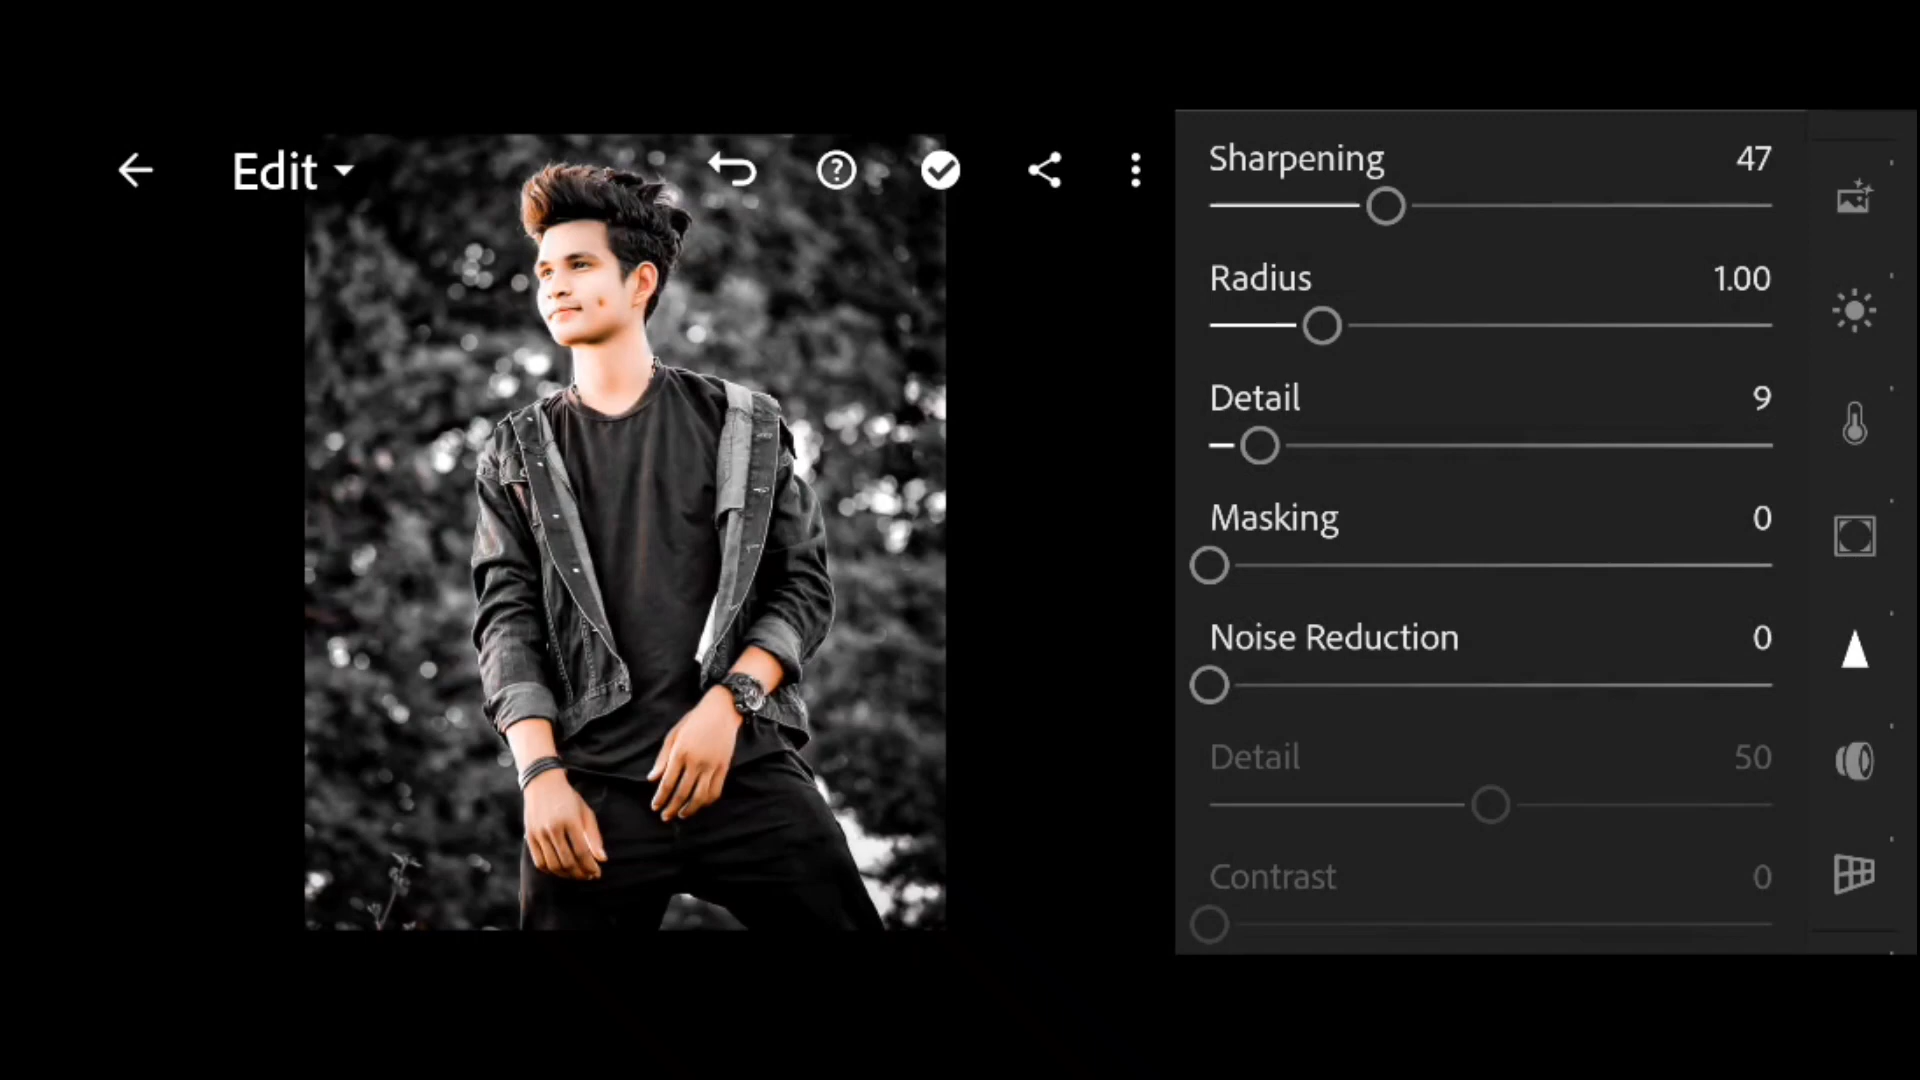 Edit
Sharpening 47
Radius 1.00
Detail 9
Masking 0
Noise Reduction 0
Detail 50
Contrast 0